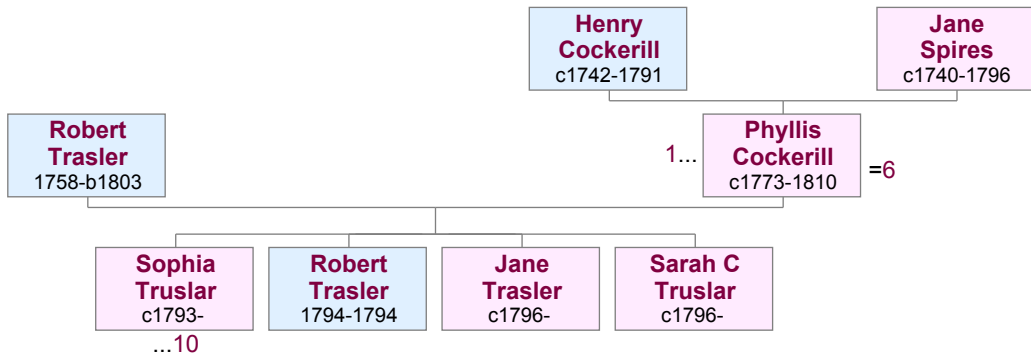 Henry
Cockerill
c1742-1791
Jane
Spires
c1740-1796
Robert
Trasler
1758-b1803
1...
Phyllis
Cockerill
c1773-1810
=6
Sophia
Truslar
c1793-
...10
Robert
Trasler
1794-1794
Jane
Trasler
c1796-
Sarah C
Truslar
c1796-